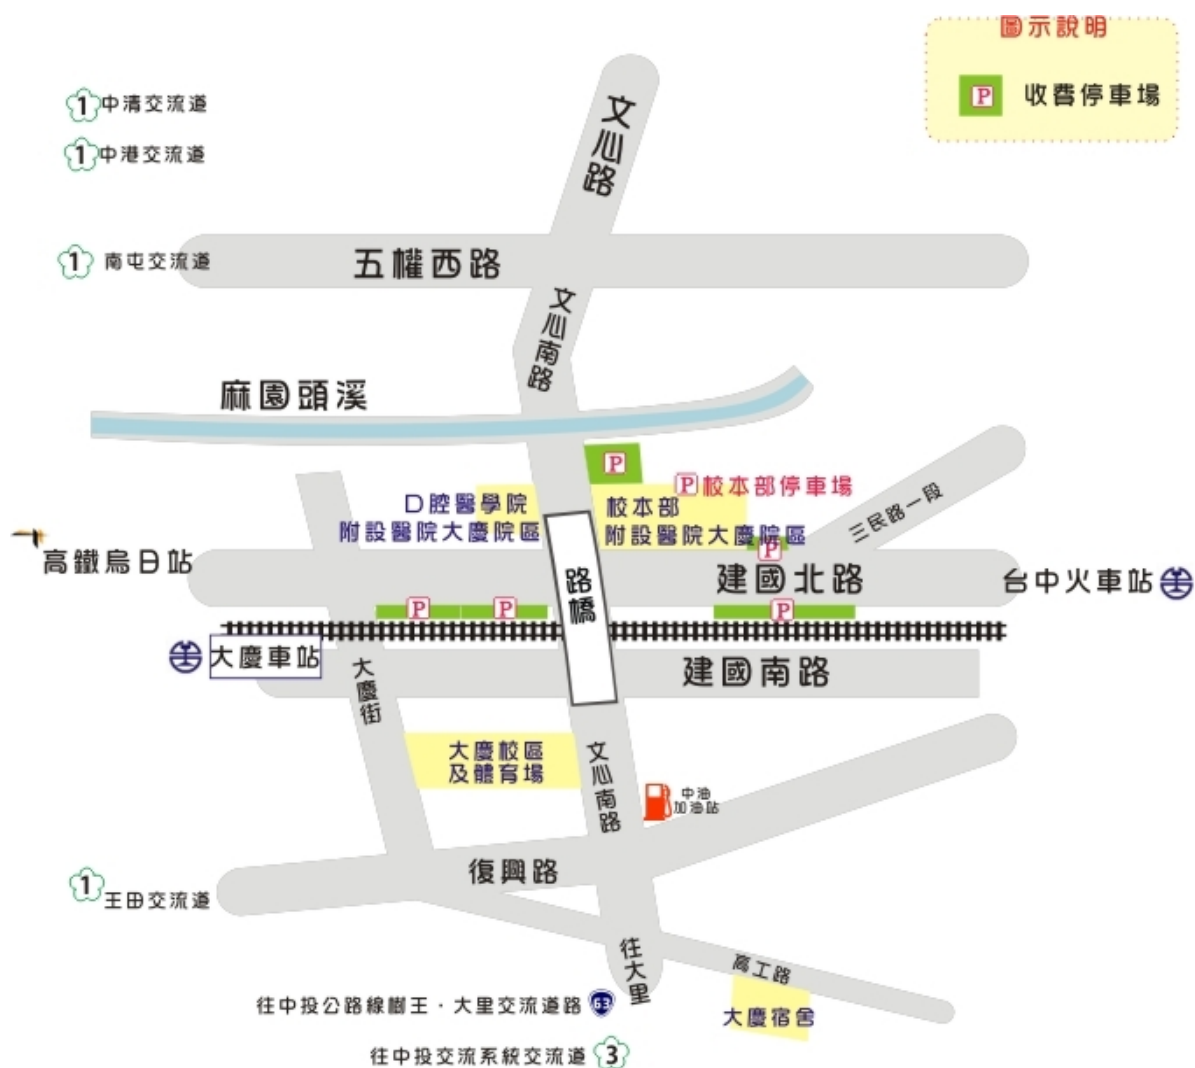 圖示說明
P 收費停車場
文心路
1 中清交流道
1 中港交流道
1 南屯交流道
五權西路
文心南路
麻園頭溪
P
P 校本部停車場
口腔醫學院
附設醫院大慶院區
校本部
附設醫院大慶院區
三民路一段
P
高鐵烏日站
建國北路
台中火車站
路橋
P
P
P
大慶車站
建國南路
大慶街
大慶校區
及體育場
文心南路
中油
加油站
復興路
1 王田交流道
往大里
高工路
大慶宿舍
往中投公路線樹王．大里交流道路 63
往中投交流系統交流道 3